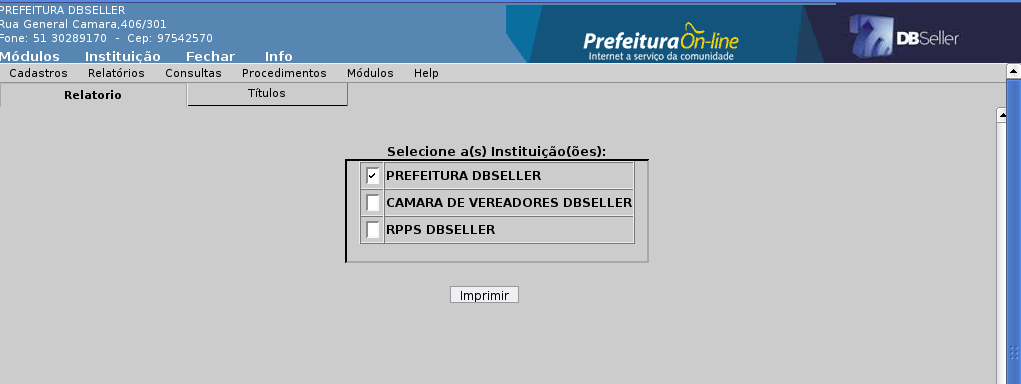 PREFEITURA DBSELLER
Rua General Camara,406/301
Fone: 51 30289170 - Cep: 97542570
Módulos Instituição Fechar Info
PrefeituraOn-line
Internet a serviço da comunidade
DBSeller
Cadastros Relatórios Consultas Procedimentos Módulos Help
Relatorio Títulos
Selecione a(s) Instituição(ões):
PREFEITURA DBSELLER
CAMARA DE VEREADORES DBSELLER
RPPS DBSELLER
Imprimir